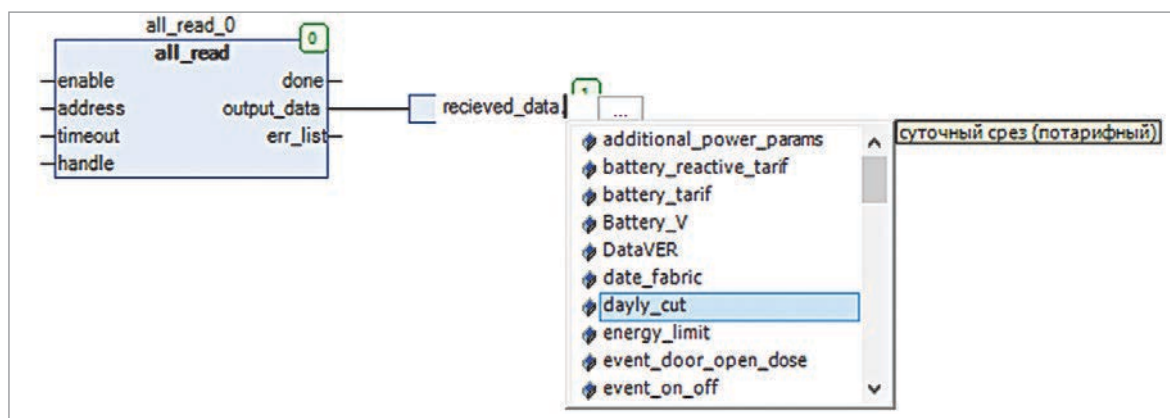 all_read_0
0
all_read
enable done
address output_data
timeout err_list
handle
recieved_data.
1
...
additional_power_params
battery_reactive_tarif
battery_tarif
Battery_V
DataVER
date_fabric
dayly_cut
energy_limit
event_door_open_dose
event_on_off
суточный срез (потарифный)